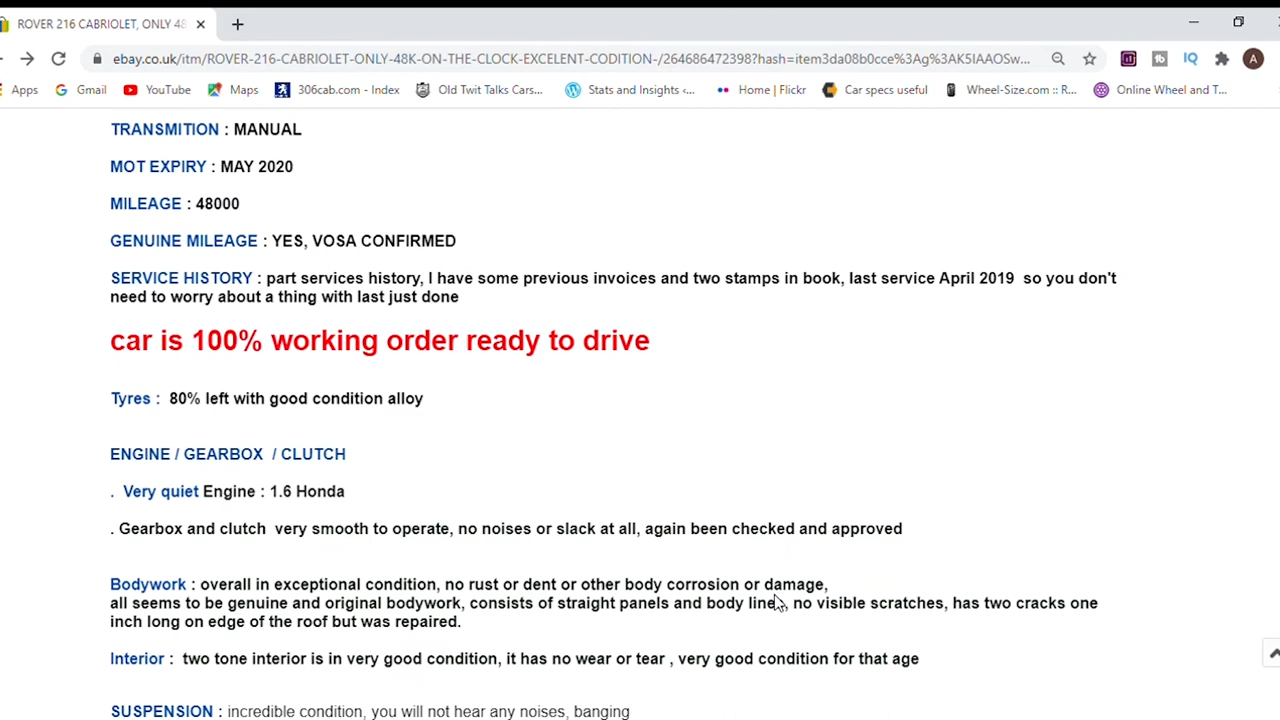 ROVER 216 CABRIOLET, ONLY 48
ebay.co.uk/itm/ROVER-216-CABRIOLET-ONLY-48K-ON-THE-CLOCK-EXCELENT-CODITION-/264686472398?hash=item3da08b0cce%3Ag%3AK5IAAOSw...
A
Apps Gmail YouTube Maps 306cab.com - Index Old Twit Talks Cars... Stats and Insights ‹... Home | Flickr Car specs useful Wheel-Size.com :: R... Online Wheel and T...
TRANSMITION : MANUAL
MOT EXPIRY : MAY 2020
MILEAGE : 48000
GENUINE MILEAGE : YES, VOSA CONFIRMED
SERVICE HISTORY : part services history, I have some previous invoices and two stamps in book, last service April 2019 so you don't
need to worry about a thing with last just done
car is 100% working order ready to drive
Tyres : 80% left with good condition alloy
ENGINE / GEARBOX / CLUTCH
. Very quiet Engine : 1.6 Honda
. Gearbox and clutch very smooth to operate, no noises or slack at all, again been checked and approved
Bodywork : overall in exceptional condition, no rust or dent or other body corrosion or damage,
all seems to be genuine and original bodywork, consists of straight panels and body lines, no visible scratches, has two cracks one
inch long on edge of the roof but was repaired.
Interior : two tone interior is in very good condition, it has no wear or tear , very good condition for that age
SUSPENSION : incredible condition, you will not hear any noises, banging